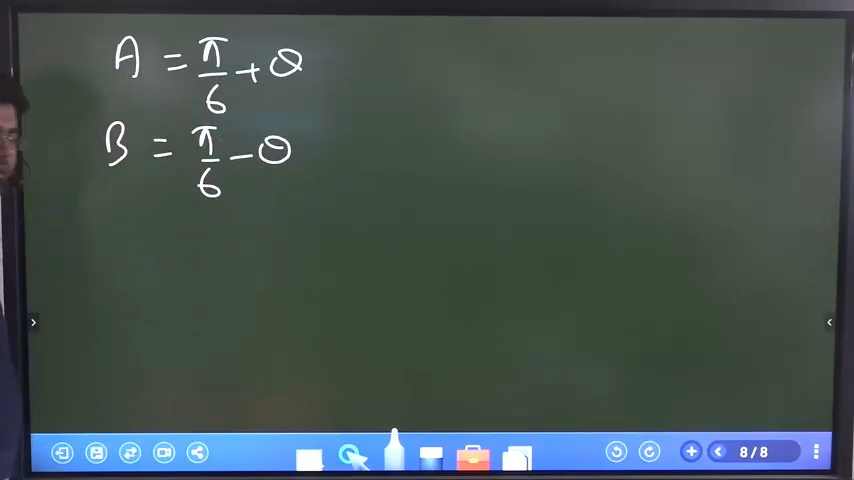 A = π/6 + θ
B = π/6 − θ
8/8